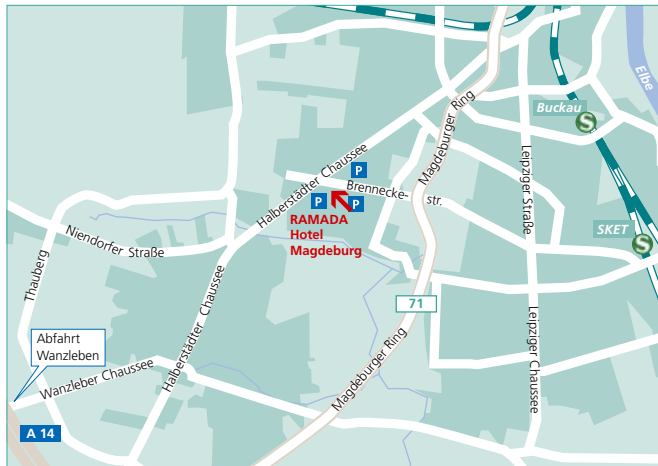 Elbe
Buckau
S
Magdeburger Ring
Halberstädter Chaussee
P
Leipziger Straße
Brennecke-
str.
P
P
RAMADA
Hotel
Magdeburg
SKET
S
Niendorfer Straße
Thauberg
Halberstädter Chaussee
71
Leipziger Chaussee
Abfahrt
Wanzleben
Wanzleber Chaussee
Magdeburger Ring
A 14